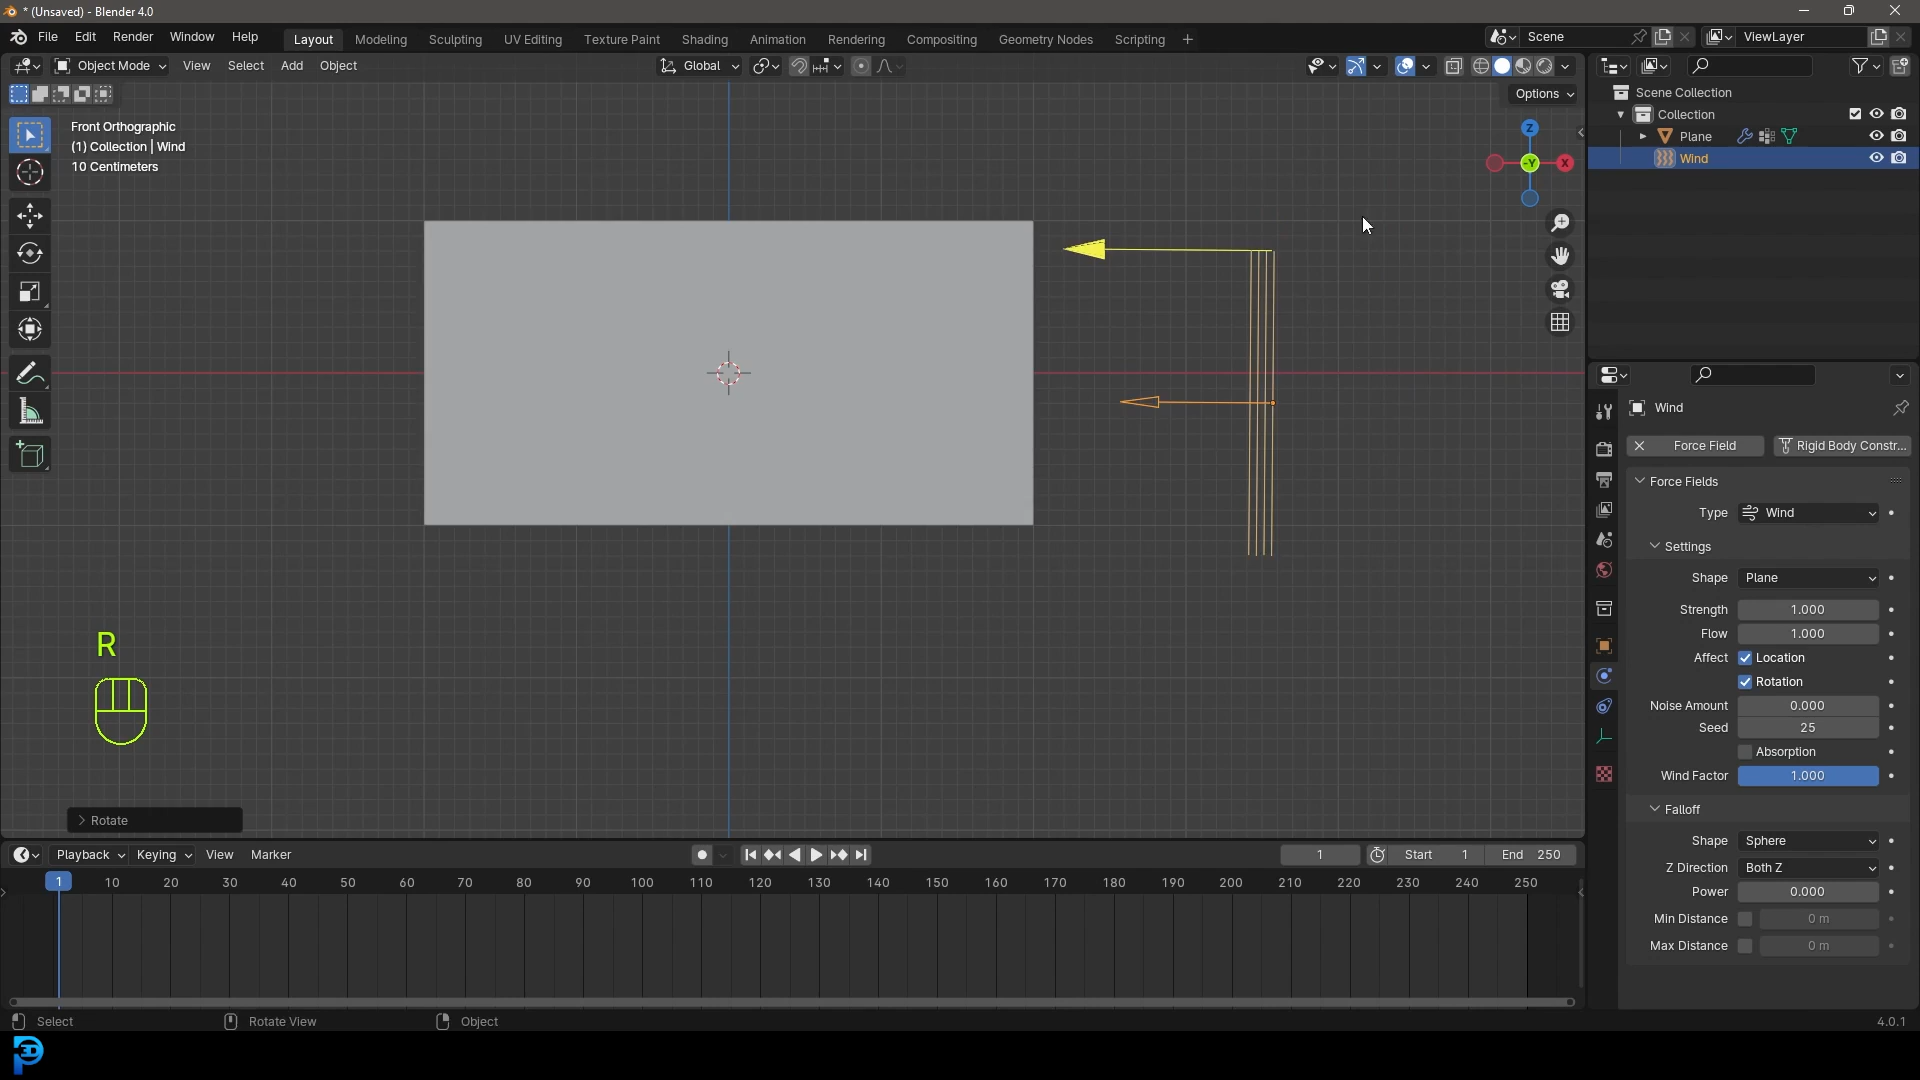 * (Unsaved) - Blender 4.0
File Edit Render Window Help Layout Modeling Sculpting UV Editing Texture Paint Shading Animation Rendering Compositing Geometry Nodes Scripting + Scene ViewLayer
Object Mode View Select Add Object Global
Options
Front Orthographic
(1) Collection | Wind
10 Centimeters
Z
-Y X
R
> Rotate
Scene Collection
Collection
Plane
Wind
Wind
Force Field Rigid Body Constr...
Force Fields
Type Wind
Settings
Shape Plane
Strength 1.000
Flow 1.000
Affect Location
Rotation
Noise Amount 0.000
Seed 25
Absorption
Wind Factor 1.000
Falloff
Shape Sphere
Z Direction Both Z
Power 0.000
Min Distance 0 m
Max Distance 0 m
Playback Keying View Marker 1 Start 1 End 250
1 10 20 30 40 50 60 70 80 90 100 110 120 130 140 150 160 170 180 190 200 210 220 230 240 250
Select Rotate View Object 4.0.1
3D